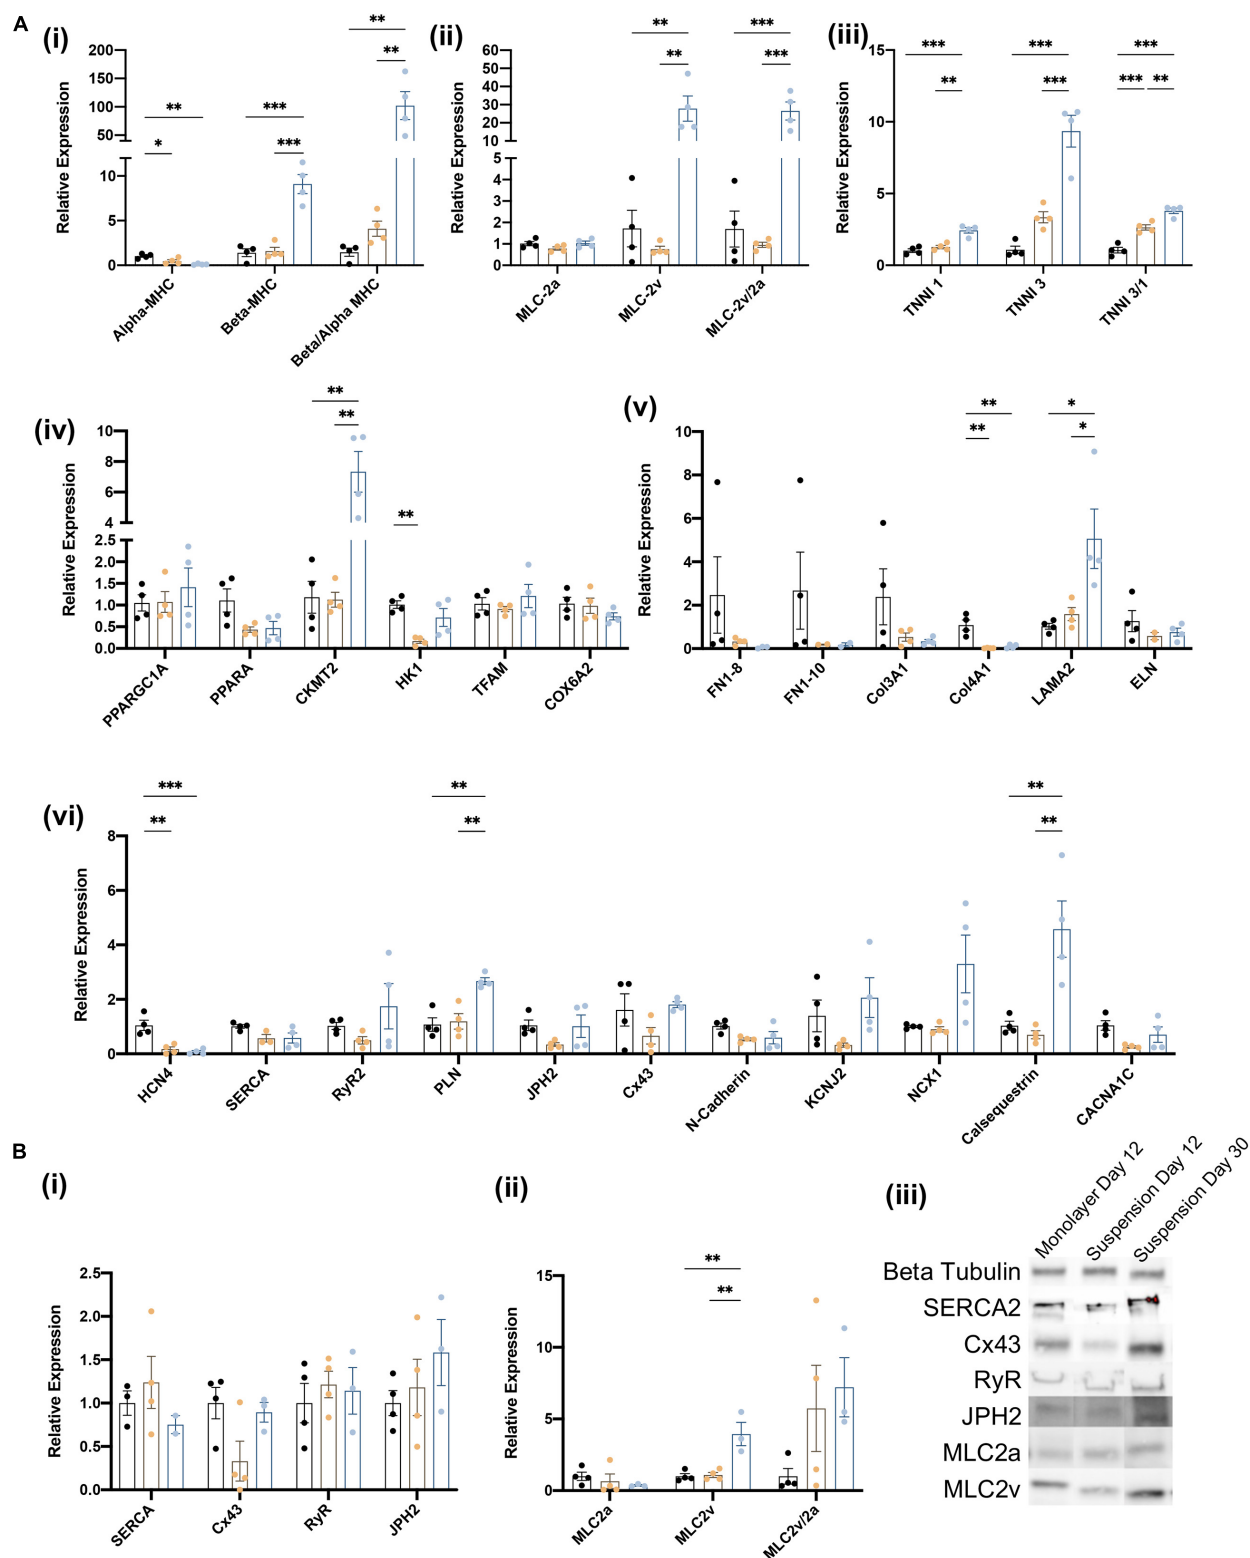 A
(i)
Relative Expression
200
150
100
50
10
5
0
** ** ** * *** ***
Alpha-MHC
Beta-MHC
Beta/Alpha MHC
(ii)
Relative Expression
60
50
40
30
20
10
5
4
3
2
1
0
** ** *** ***
MLC-2a
MLC-2v
MLC-2v/2a
(iii)
Relative Expression
15
10
5
0
*** ** *** *** *** *** **
TNNI 1
TNNI 3
TNNI 3/1
(iv)
Relative Expression
10
8
6
4
2.5
2.0
1.5
1.0
0.5
0.0
** ** **
PPARGC1A
PPARA
CKMT2
HK1
TFAM
COX6A2
(v)
Relative Expression
10
8
6
4
2
0
** ** * *
FN1-8
FN1-10
Col3A1
Col4A1
LAMA2
ELN
(vi)
Relative Expression
8
6
4
2
0
*** ** ** ** ** **
HCN4
SERCA
RyR2
PLN
JPH2
Cx43
N-Cadherin
KCNJ2
NCX1
Calsequestrin
CACNA1C
B
(i)
Relative Expression
2.5
2.0
1.5
1.0
0.5
0.0
SERCA
Cx43
RyR
JPH2
(ii)
Relative Expression
15
10
5
0
** **
MLC2a
MLC2v
MLC2v/2a
(iii)
Monolayer Day 12
Suspension Day 12
Suspension Day 30
Beta Tubulin
SERCA2
Cx43
RyR
JPH2
MLC2a
MLC2v